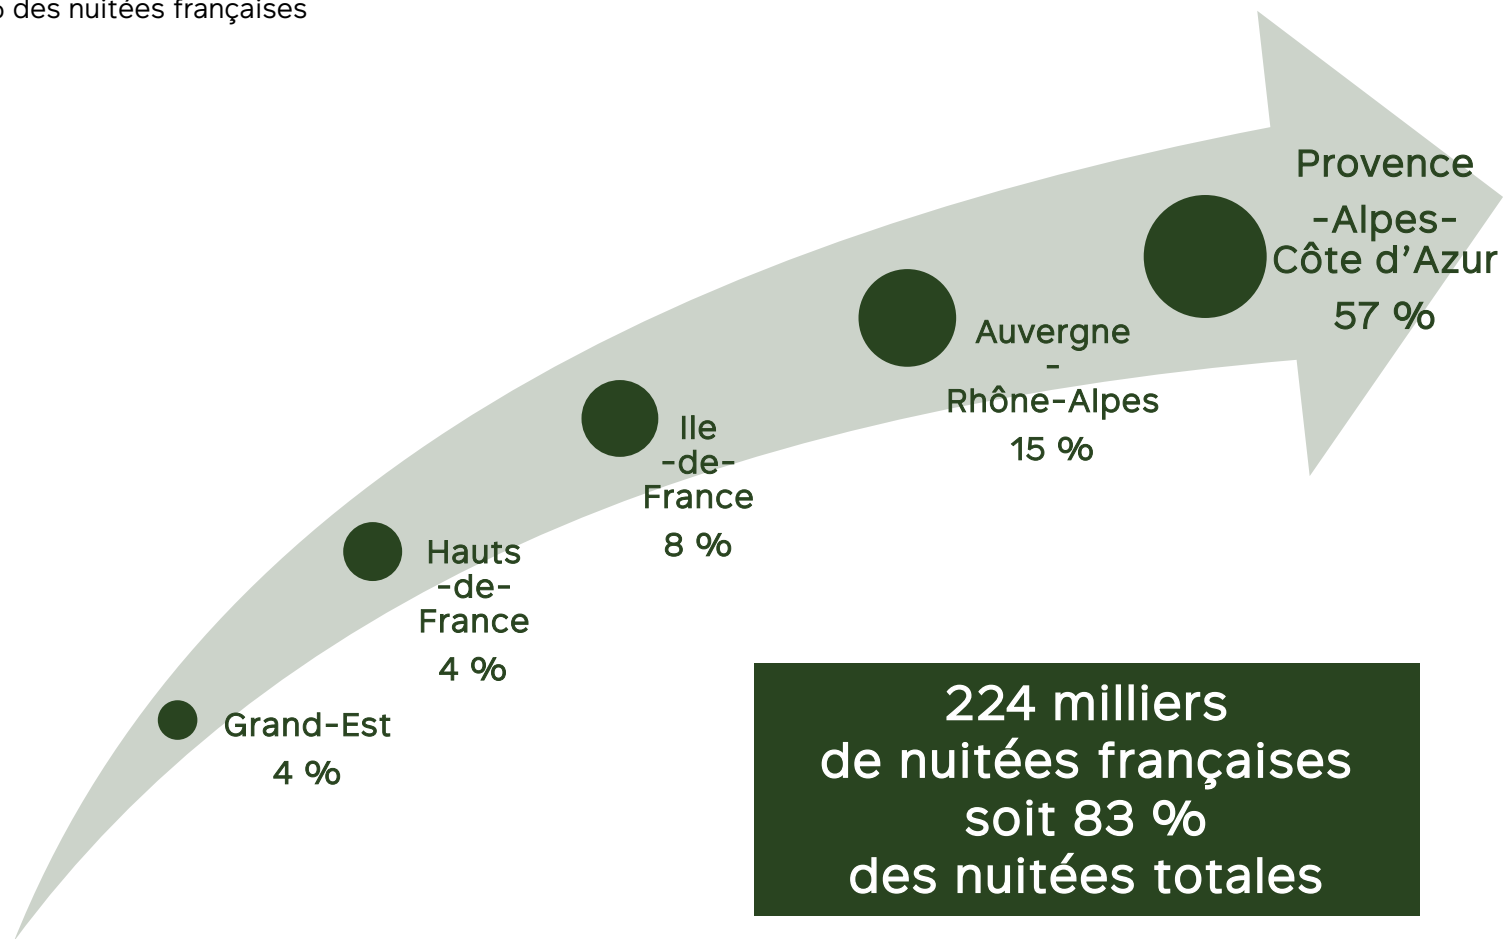 % des nuitées françaises
Provence
-Alpes-
Côte d’Azur
57 %
Auvergne
-
Rhône-Alpes
15 %
Ile
-de-
France
8 %
Hauts
-de-
France
4 %
Grand-Est
4 %
224 milliers
de nuitées françaises
soit 83 %
des nuitées totales